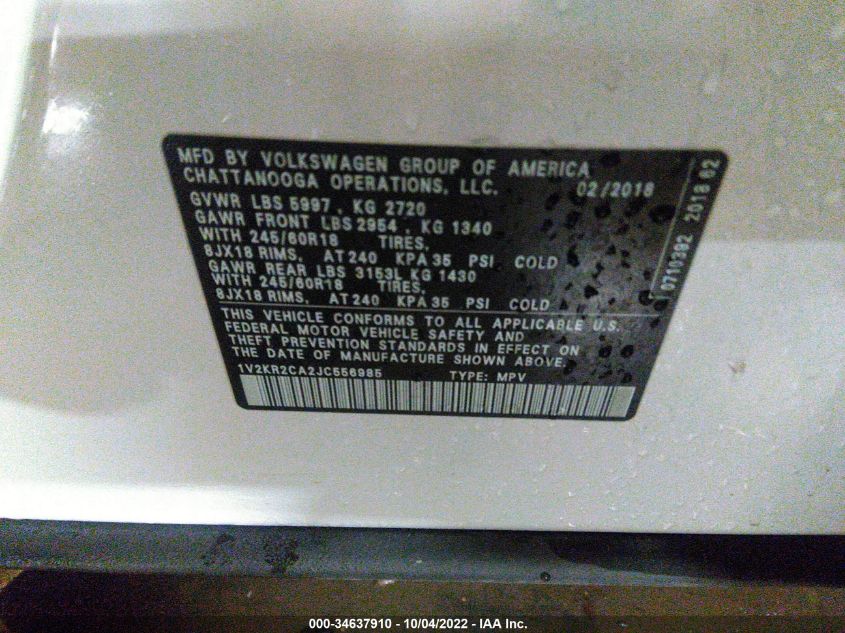 MFD BY VOLKSWAGEN GROUP OF AMERICA
CHATTANOOGA OPERATIONS, LLC. 02/2018
GVWR LBS 5997 , KG 2720
GAWR FRONT LBS 2954 , KG 1340
WITH 245/60R18 TIRES,
8JX18 RIMS, AT 240 KPA 35 PSI COLD
GAWR REAR LBS 3153L KG 1430
WITH 245/60R18 TIRES,
8JX18 RIMS, AT 240 KPA 35 PSI COLD
THIS VEHICLE CONFORMS TO ALL APPLICABLE U.S.
FEDERAL MOTOR VEHICLE SAFETY AND
THEFT PREVENTION STANDARDS IN EFFECT ON
THE DATE OF MANUFACTURE SHOWN ABOVE.
1V2KR2CA2JC556985 TYPE: MPV
0710392 2018 02
000-34637910 - 10/04/2022 - IAA Inc.